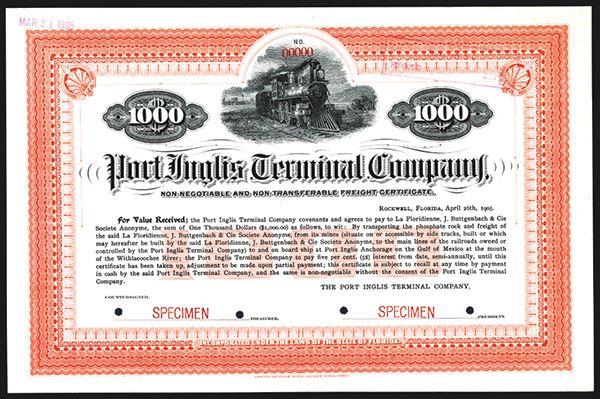 MAR 21 1905
NO.
00000
1000
1000
Port Inglis Terminal Company,
NON-NEGOTIABLE AND NON-TRANSFERABLE FREIGHT CERTIFICATE.
ROCKWELL, FLORIDA, April 26th, 1905.
For Value Received; the Port Inglis Terminal Company covenants and agrees to pay to La Floridienne, J. Buttgenbach & Cie
Societe Anonyme, the sum of One Thousand Dollars ($1,000.00) as follows, to wit: By transporting the phosphate rock and freight of
the said La Floridienne, J. Buttgenbach & Cie Societe Anonyme, from its mines (situate on or accessible by side tracks, built or which
may hereafter be built by the said La Floridienne, J. Buttgenbach & Cie Societe Anonyme, to the main lines of the railroads owned or
controlled by the Port Inglis Terminal Company) to and on board ship at Port Inglis Anchorage on the Gulf of Mexico at the mouth
of the Withlacoochee River; the Port Inglis Terminal Company to pay five per cent. (5%) interest from date, semi-annually, until this
certificate has been taken up, adjustment to be made upon partial payment; this certificate is subject to recall at any time by payment
in cash by the said Port Inglis Terminal Company, and the same is non-negotiable without the consent of the Port Inglis Terminal
Company.
THE PORT INGLIS TERMINAL COMPANY,
COUNTERSIGNED.
SPECIMEN
TREASURER.
SPECIMEN
PRESIDENT.
INCORPORATED UNDER THE LAWS OF THE STATE OF FLORIDA.